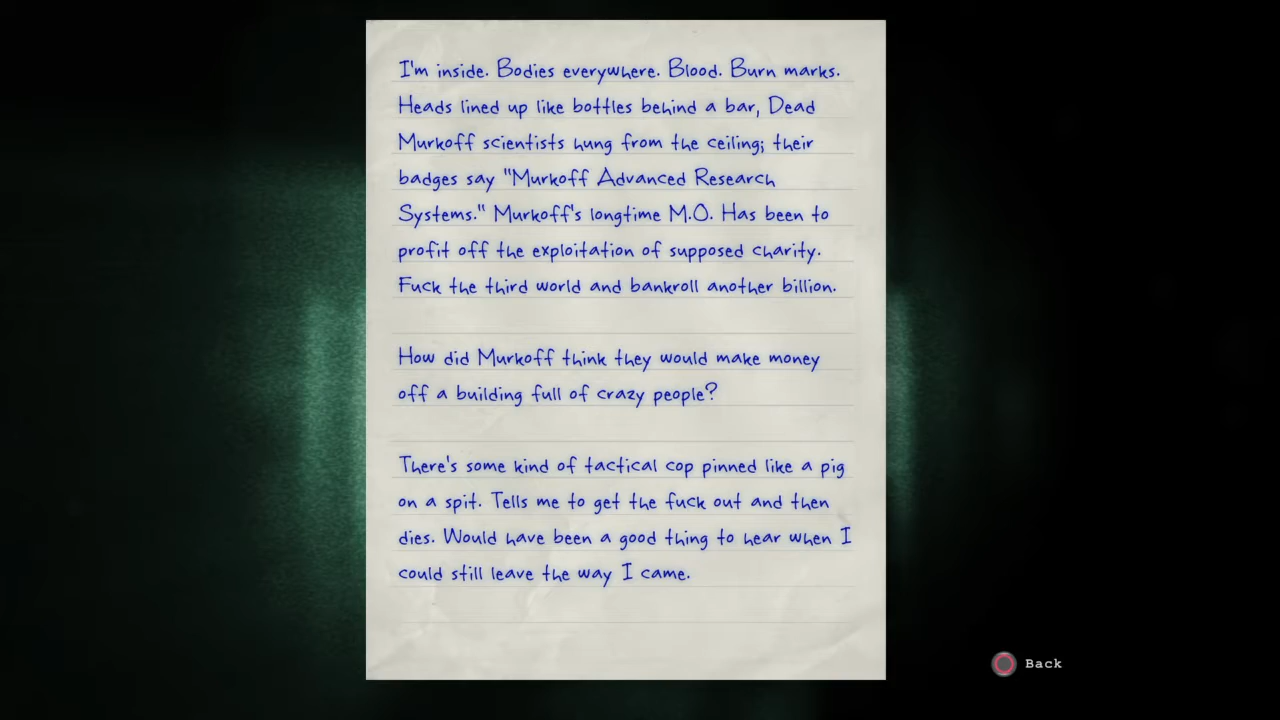 I'm inside. Bodies everywhere. Blood. Burn marks.
Heads lined up like bottles behind a bar, Dead
Murkoff scientists hung from the ceiling; their
badges say "Murkoff Advanced Research
Systems." Murkoff's longtime M.O. Has been to
profit off the exploitation of supposed charity.
Fuck the third world and bankroll another billion.
How did Murkoff think they would make money
off a building full of crazy people?
There's some kind of tactical cop pinned like a pig
on a spit. Tells me to get the fuck out and then
dies. Would have been a good thing to hear when I
could still leave the way I came.
Back